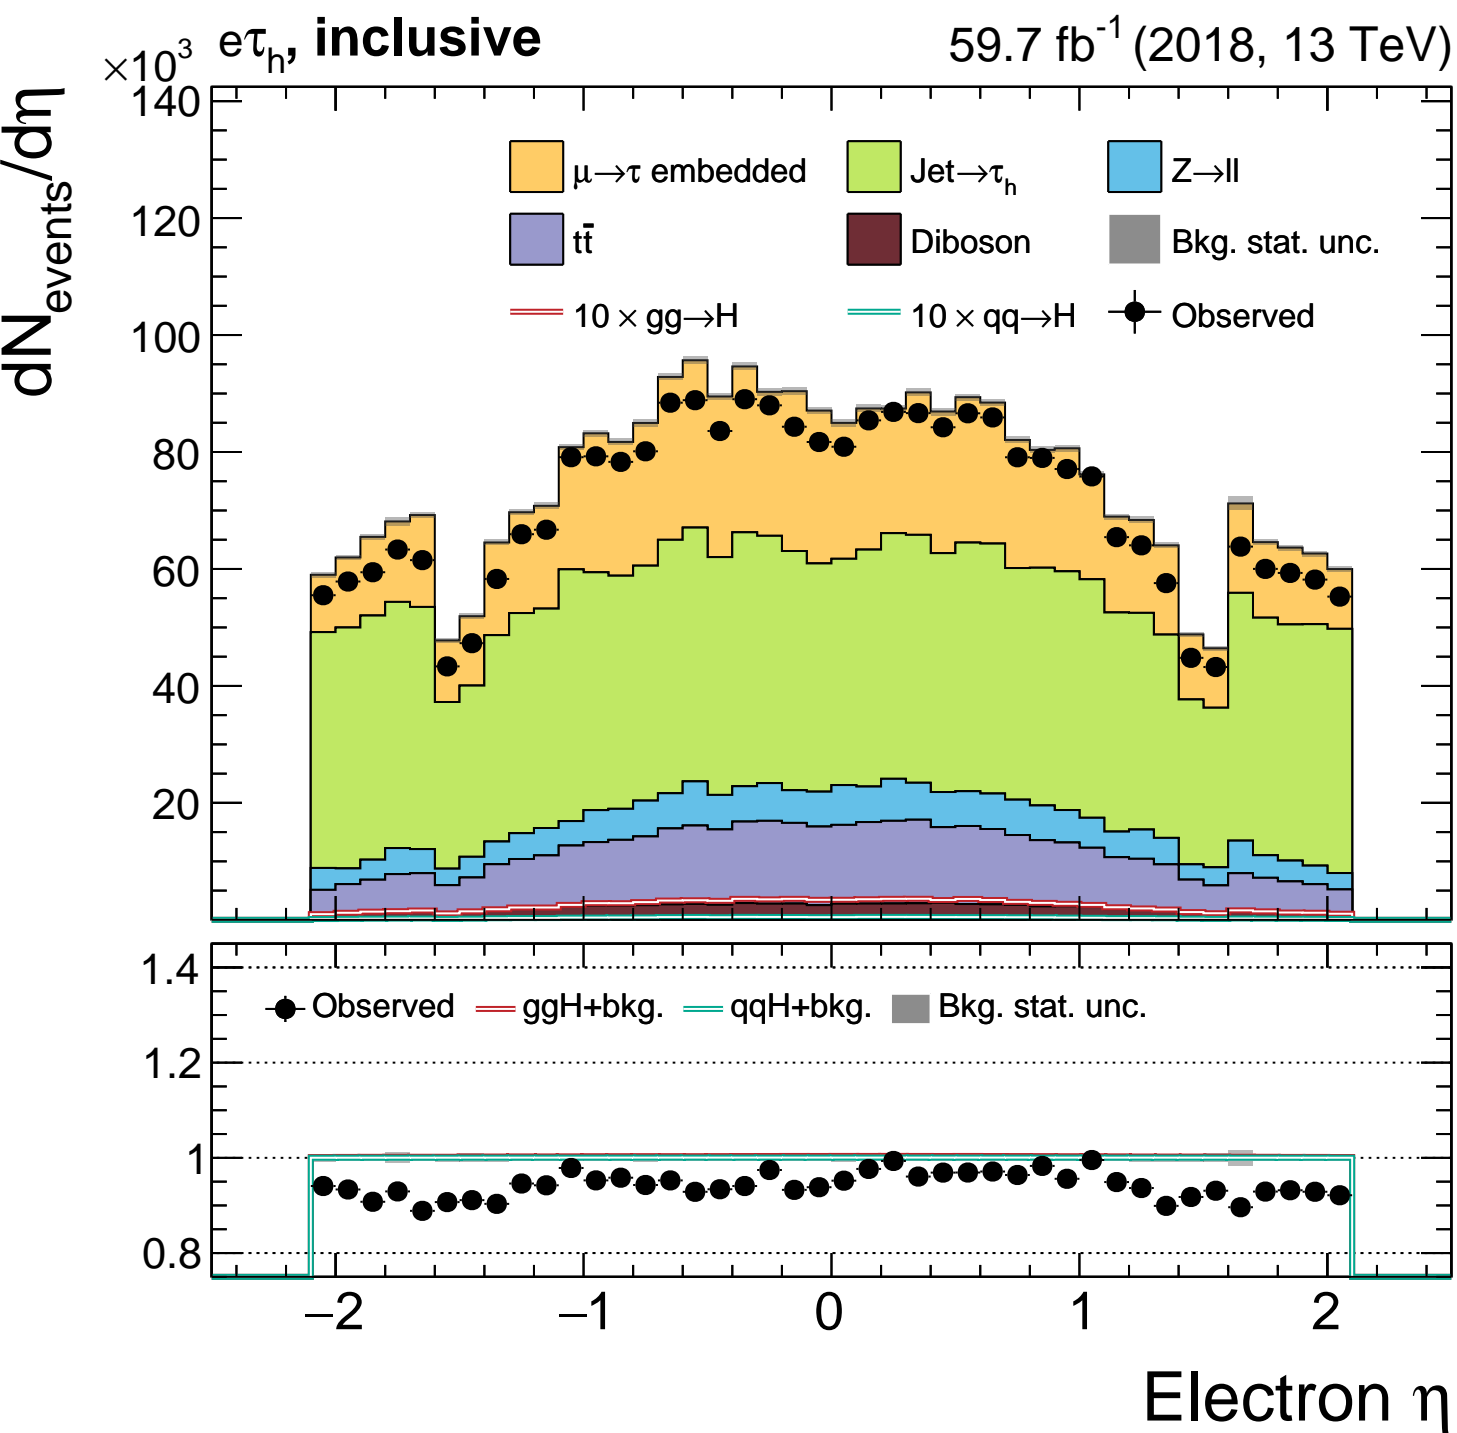 ×10³ eτₕ, inclusive 59.7 fb⁻¹ (2018, 13 TeV)
dN_events/dη
140
120
100
80
60
40
20
μ→τ embedded Jet→τₕ Z→ll
tt̄ Diboson Bkg. stat. unc.
10 × gg→H 10 × qq→H Observed
1.4
1.2
1
0.8
Observed ggH+bkg. qqH+bkg. Bkg. stat. unc.
−2 −1 0 1 2
Electron η